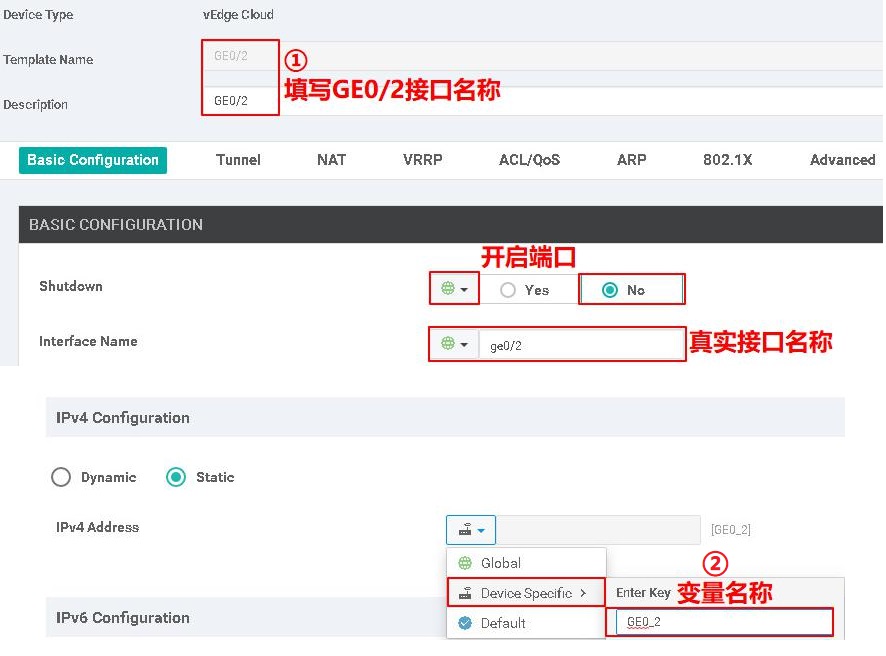 Device Type vEdge Cloud
Template Name GE0/2 ①
填写GE0/2接口名称
Description GE0/2
Basic Configuration Tunnel NAT VRRP ACL/QoS ARP 802.1X Advanced
BASIC CONFIGURATION
开启端口
Shutdown Yes No
Interface Name ge0/2 真实接口名称
IPv4 Configuration
Dynamic Static
IPv4 Address [GE0_2]
Global ②
Device Specific > Enter Key 变量名称
IPv6 Configuration Default GE0_2